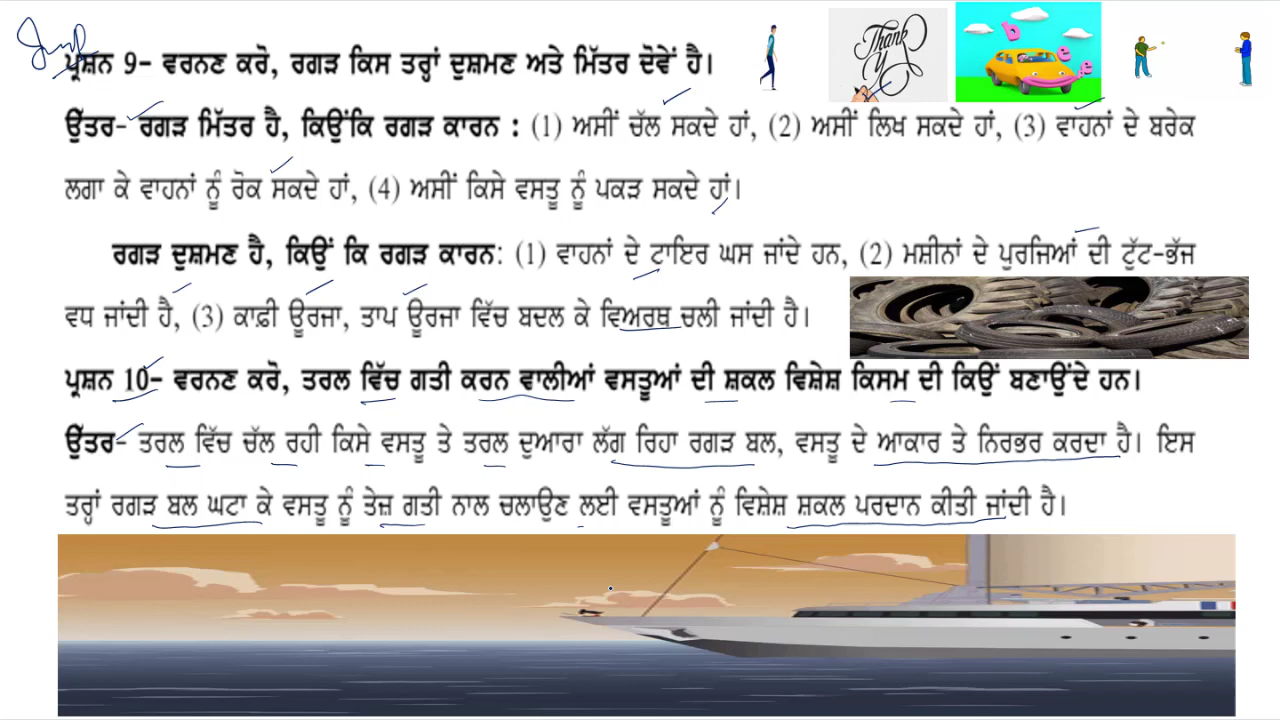 Imp
ਪ੍ਰਸ਼ਨ 9- ਵਰਨਣ ਕਰੋ, ਰਗੜ ਕਿਸ ਤਰ੍ਹਾਂ ਦੁਸ਼ਮਣ ਅਤੇ ਮਿੱਤਰ ਦੋਵੇਂ ਹੈ।
Thank
Y
b
e
e
p
ਉੱਤਰ- ਰਗੜ ਮਿੱਤਰ ਹੈ, ਕਿਉਂਕਿ ਰਗੜ ਕਾਰਨ : (1) ਅਸੀਂ ਚੱਲ ਸਕਦੇ ਹਾਂ, (2) ਅਸੀਂ ਲਿਖ ਸਕਦੇ ਹਾਂ, (3) ਵਾਹਨਾਂ ਦੇ ਬਰੇਕ
ਲਗਾ ਕੇ ਵਾਹਨਾਂ ਨੂੰ ਰੋਕ ਸਕਦੇ ਹਾਂ, (4) ਅਸੀਂ ਕਿਸੇ ਵਸਤੂ ਨੂੰ ਪਕੜ ਸਕਦੇ ਹਾਂ।
ਰਗੜ ਦੁਸ਼ਮਣ ਹੈ, ਕਿਉਂ ਕਿ ਰਗੜ ਕਾਰਨ: (1) ਵਾਹਨਾਂ ਦੇ ਟਾਇਰ ਘਸ ਜਾਂਦੇ ਹਨ, (2) ਮਸ਼ੀਨਾਂ ਦੇ ਪੁਰਜਿਆਂ ਦੀ ਟੁੱਟ-ਭੱਜ
ਵਧ ਜਾਂਦੀ ਹੈ, (3) ਕਾਫ਼ੀ ਊਰਜਾ, ਤਾਪ ਊਰਜਾ ਵਿੱਚ ਬਦਲ ਕੇ ਵਿਅਰਥ ਚਲੀ ਜਾਂਦੀ ਹੈ।
ਪ੍ਰਸ਼ਨ 10- ਵਰਨਣ ਕਰੋ, ਤਰਲ ਵਿੱਚ ਗਤੀ ਕਰਨ ਵਾਲੀਆਂ ਵਸਤੂਆਂ ਦੀ ਸ਼ਕਲ ਵਿਸ਼ੇਸ਼ ਕਿਸਮ ਦੀ ਕਿਉਂ ਬਣਾਉਂਦੇ ਹਨ।
ਉੱਤਰ- ਤਰਲ ਵਿੱਚ ਚੱਲ ਰਹੀ ਕਿਸੇ ਵਸਤੂ ਤੇ ਤਰਲ ਦੁਆਰਾ ਲੱਗ ਰਿਹਾ ਰਗੜ ਬਲ, ਵਸਤੂ ਦੇ ਆਕਾਰ ਤੇ ਨਿਰਭਰ ਕਰਦਾ ਹੈ। ਇਸ
ਤਰ੍ਹਾਂ ਰਗੜ ਬਲ ਘਟਾ ਕੇ ਵਸਤੂ ਨੂੰ ਤੇਜ਼ ਗਤੀ ਨਾਲ ਚਲਾਉਣ ਲਈ ਵਸਤੂਆਂ ਨੂੰ ਵਿਸ਼ੇਸ਼ ਸ਼ਕਲ ਪਰਦਾਨ ਕੀਤੀ ਜਾਂਦੀ ਹੈ।